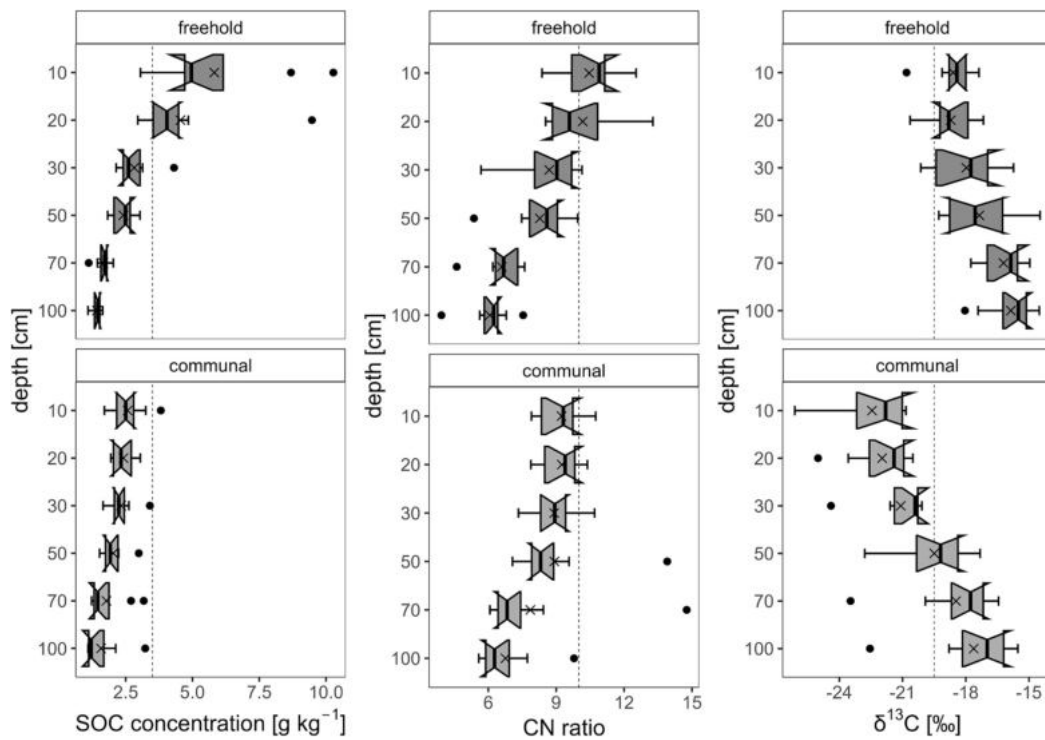 freehold
10
20
30
50
70
100
depth [cm]
communal
10
20
30
50
70
100
2.5 5.0 7.5 10.0
SOC concentration [g kg⁻¹]
freehold
10
20
30
50
70
100
depth [cm]
communal
10
20
30
50
70
100
6 9 12 15
CN ratio
freehold
10
20
30
50
70
100
depth [cm]
communal
10
20
30
50
70
100
-24 -21 -18 -15
δ¹³C [‰]